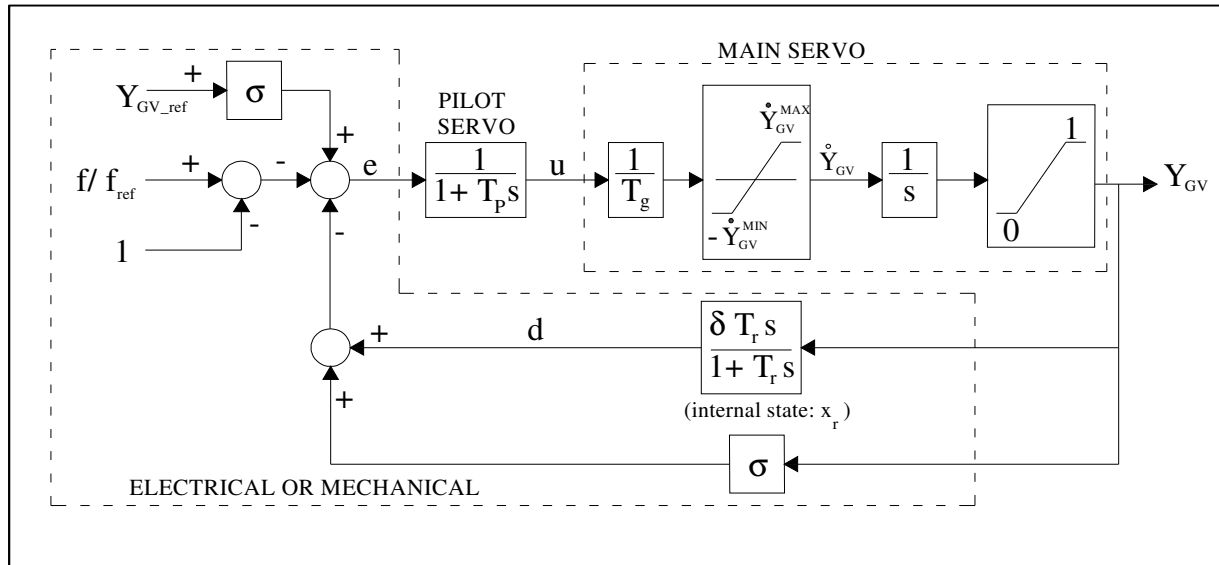 MAIN SERVO
+
σ
Y_GV_ref
+
PILOT
SERVO
1
1 + T_P s
e
u
1
T_g
Ẏ_GV^MAX
- Ẏ_GV^MIN
Ẏ_GV
1
s
1
0
Y_GV
f/ f_ref
+
-
-
1
-
+
d
δ T_r s
1 + T_r s
(internal state: x_r )
+
σ
ELECTRICAL OR MECHANICAL